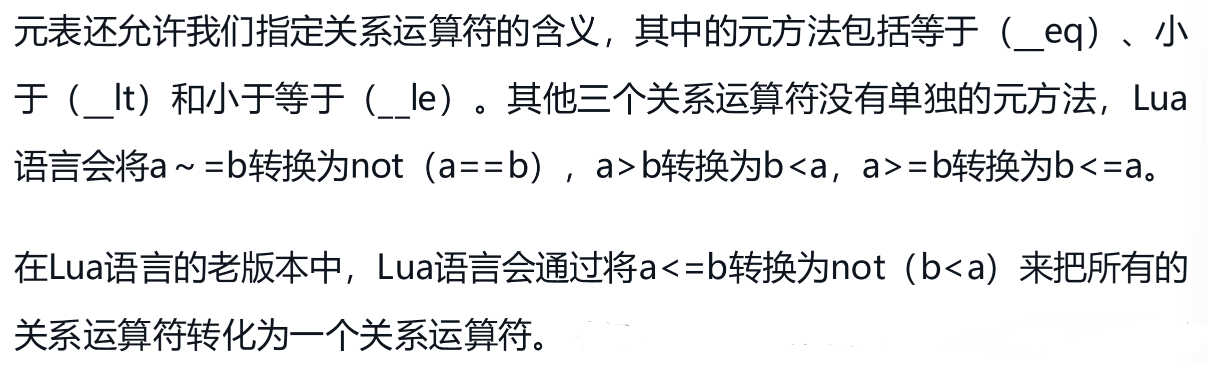 元表还允许我们指定关系运算符的含义，其中的元方法包括等于（__eq）、小
于（__lt）和小于等于（__le）。其他三个关系运算符没有单独的元方法，Lua
语言会将a～=b转换为not（a==b），a>b转换为b<a，a>=b转换为b<=a。
在Lua语言的老版本中，Lua语言会通过将a<=b转换为not（b<a）来把所有的
关系运算符转化为一个关系运算符。